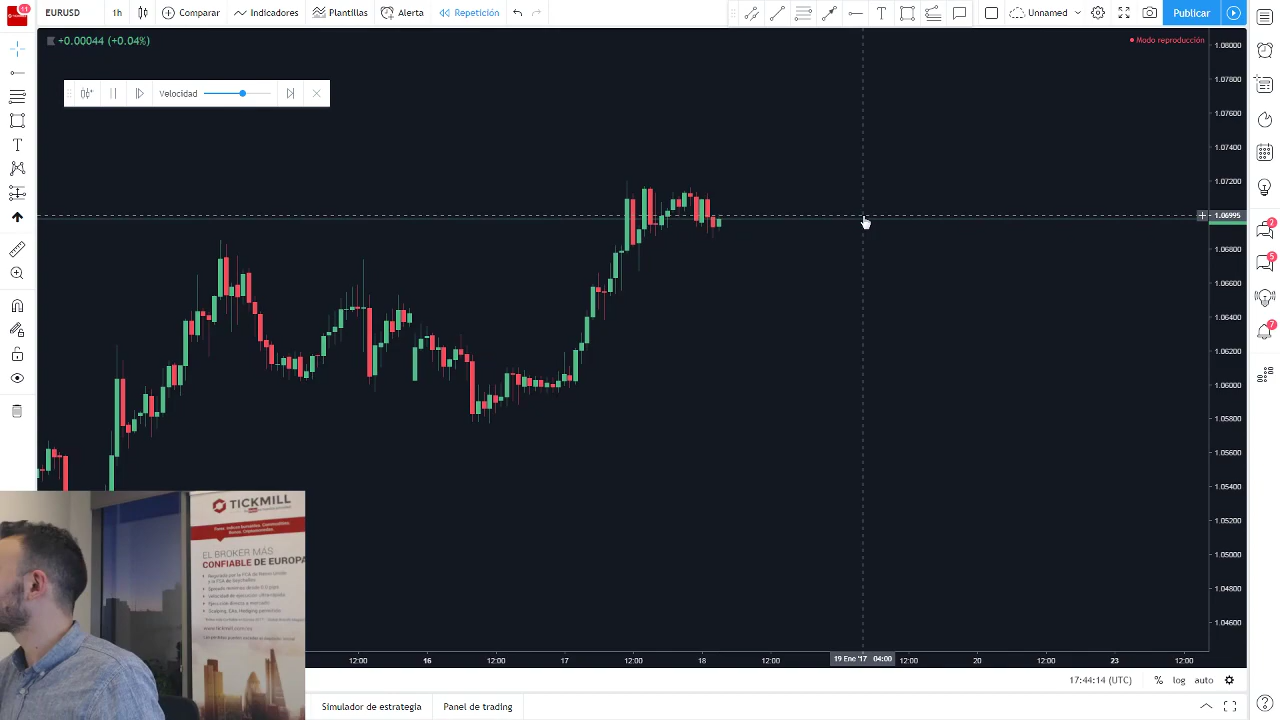 11
EURUSD
1h
Comparar
Indicadores
Plantillas
Alerta
Repetición
Unnamed
Publicar
+0.00044 (+0.04%)
Modo reproducción
Velocidad
1.08000
1.07800
1.07600
1.07400
1.07200
1.06995
1.06800
1.06600
1.06400
1.06200
1.06000
1.05800
1.05600
1.05400
1.05200
1.05000
1.04800
1.04600
2
5
7
TICKMILL
EL BROKER MÁS
CONFIABLE DE EUROPA
12:00
16
12:00
17
12:00
18
12:00
19 Ene '17 04:00
12:00
20
12:00
23
12:00
17:44:14 (UTC)
%
log
auto
Simulador de estrategia
Panel de trading